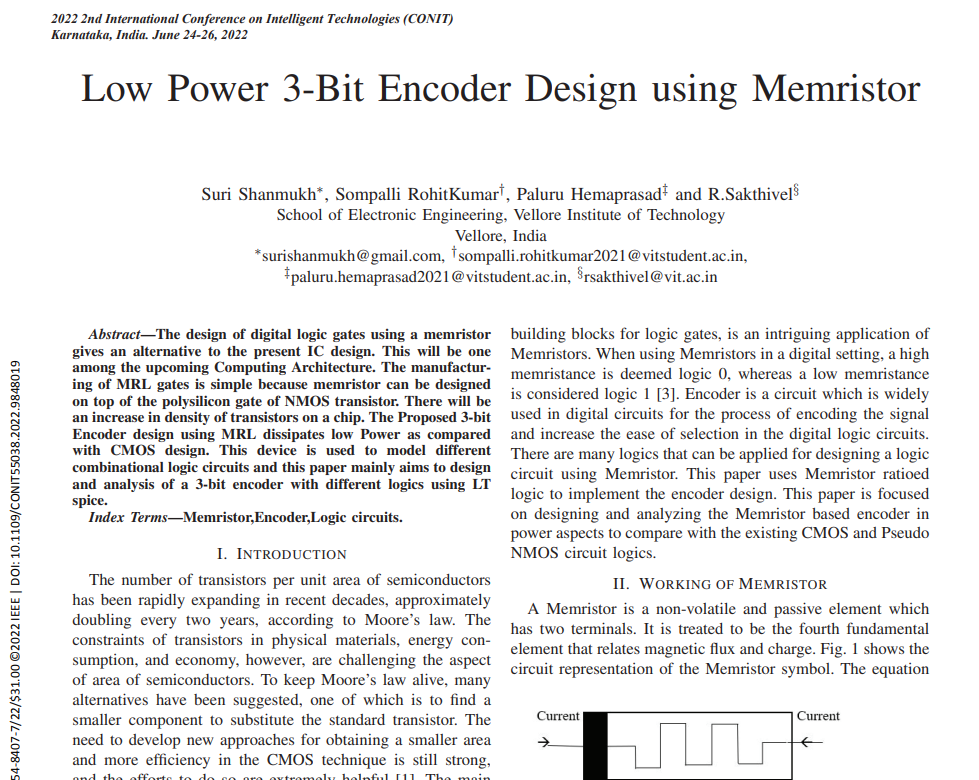 2022 2nd International Conference on Intelligent Technologies (CONIT)
Karnataka, India. June 24-26, 2022
Low Power 3-Bit Encoder Design using Memristor
Suri Shanmukh*, Sompalli RohitKumar†, Paluru Hemaprasad‡ and R.Sakthivel§
School of Electronic Engineering, Vellore Institute of Technology
Vellore, India
*surishanmukh@gmail.com, †sompalli.rohitkumar2021@vitstudent.ac.in,
‡paluru.hemaprasad2021@vitstudent.ac.in, §rsakthivel@vit.ac.in
Abstract—The design of digital logic gates using a memristor
gives an alternative to the present IC design. This will be one
among the upcoming Computing Architecture. The manufactur-
ing of MRL gates is simple because memristor can be designed
on top of the polysilicon gate of NMOS transistor. There will be
an increase in density of transistors on a chip. The Proposed 3-bit
Encoder design using MRL dissipates low Power as compared
with CMOS design. This device is used to model different
combinational logic circuits and this paper mainly aims to design
and analysis of a 3-bit encoder with different logics using LT
spice.
Index Terms—Memristor,Encoder,Logic circuits.
I. INTRODUCTION
The number of transistors per unit area of semiconductors
has been rapidly expanding in recent decades, approximately
doubling every two years, according to Moore's law. The
constraints of transistors in physical materials, energy con-
sumption, and economy, however, are challenging the aspect
of area of semiconductors. To keep Moore's law alive, many
alternatives have been suggested, one of which is to find a
smaller component to substitute the standard transistor. The
need to develop new approaches for obtaining a smaller area
and more efficiency in the CMOS technique is still strong,
and the efforts to do so are extremely helpful [1]. The main
building blocks for logic gates, is an intriguing application of
Memristors. When using Memristors in a digital setting, a high
memristance is deemed logic 0, whereas a low memristance
is considered logic 1 [3]. Encoder is a circuit which is widely
used in digital circuits for the process of encoding the signal
and increase the ease of selection in the digital logic circuits.
There are many logics that can be applied for designing a logic
circuit using Memristor. This paper uses Memristor ratioed
logic to implement the encoder design. This paper is focused
on designing and analyzing the Memristor based encoder in
power aspects to compare with the existing CMOS and Pseudo
NMOS circuit logics.
II. WORKING OF MEMRISTOR
A Memristor is a non-volatile and passive element which
has two terminals. It is treated to be the fourth fundamental
element that relates magnetic flux and charge. Fig. 1 shows the
circuit representation of the Memristor symbol. The equation
Current
Current
54-8407-7/22/$31.00 ©2022 IEEE | DOI: 10.1109/CONIT55038.2022.9848019